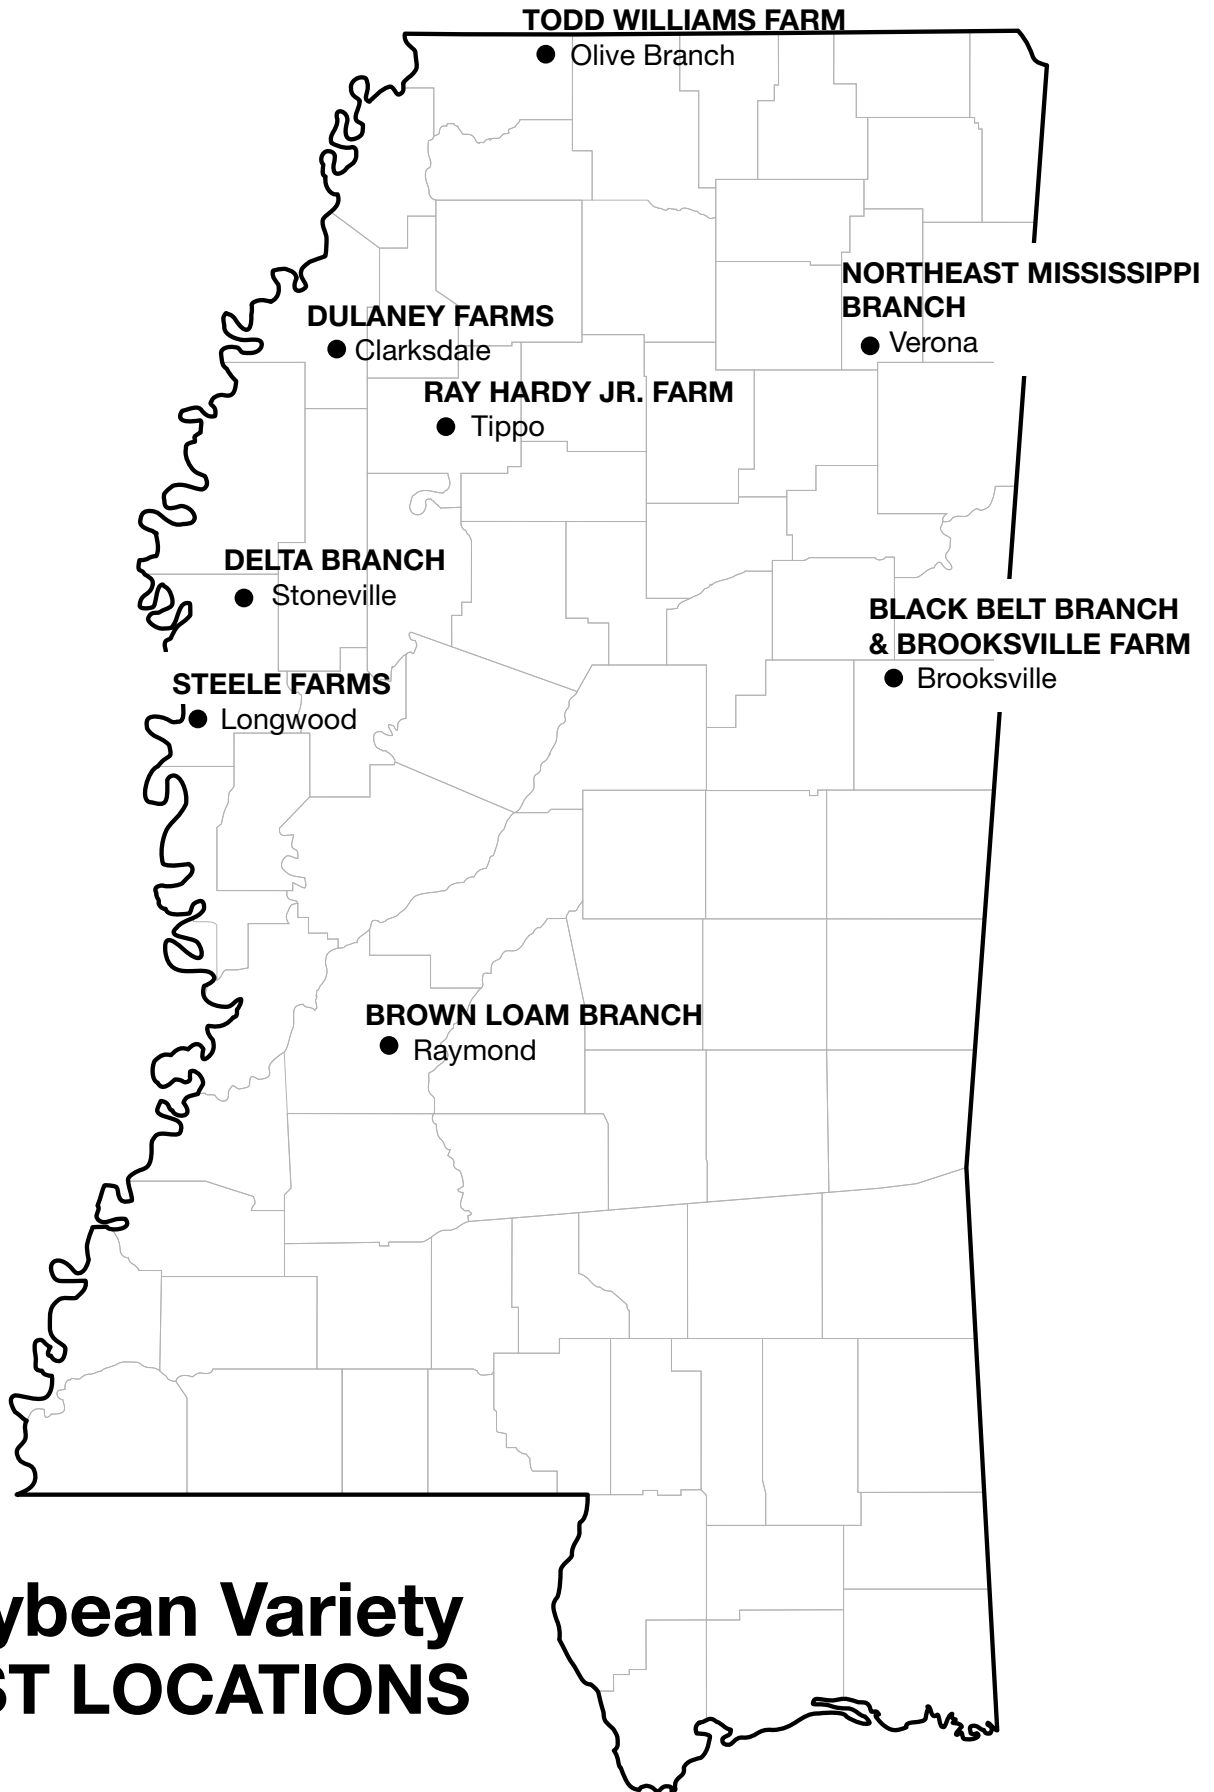 TODD WILLIAMS FARM
Olive Branch
NORTHEAST MISSISSIPPI
BRANCH
Verona
DULANEY FARMS
Clarksdale
RAY HARDY JR. FARM
Tippo
DELTA BRANCH
Stoneville
BLACK BELT BRANCH
& BROOKSVILLE FARM
Brooksville
STEELE FARMS
Longwood
BROWN LOAM BRANCH
Raymond
ybean Variety
ST LOCATIONS